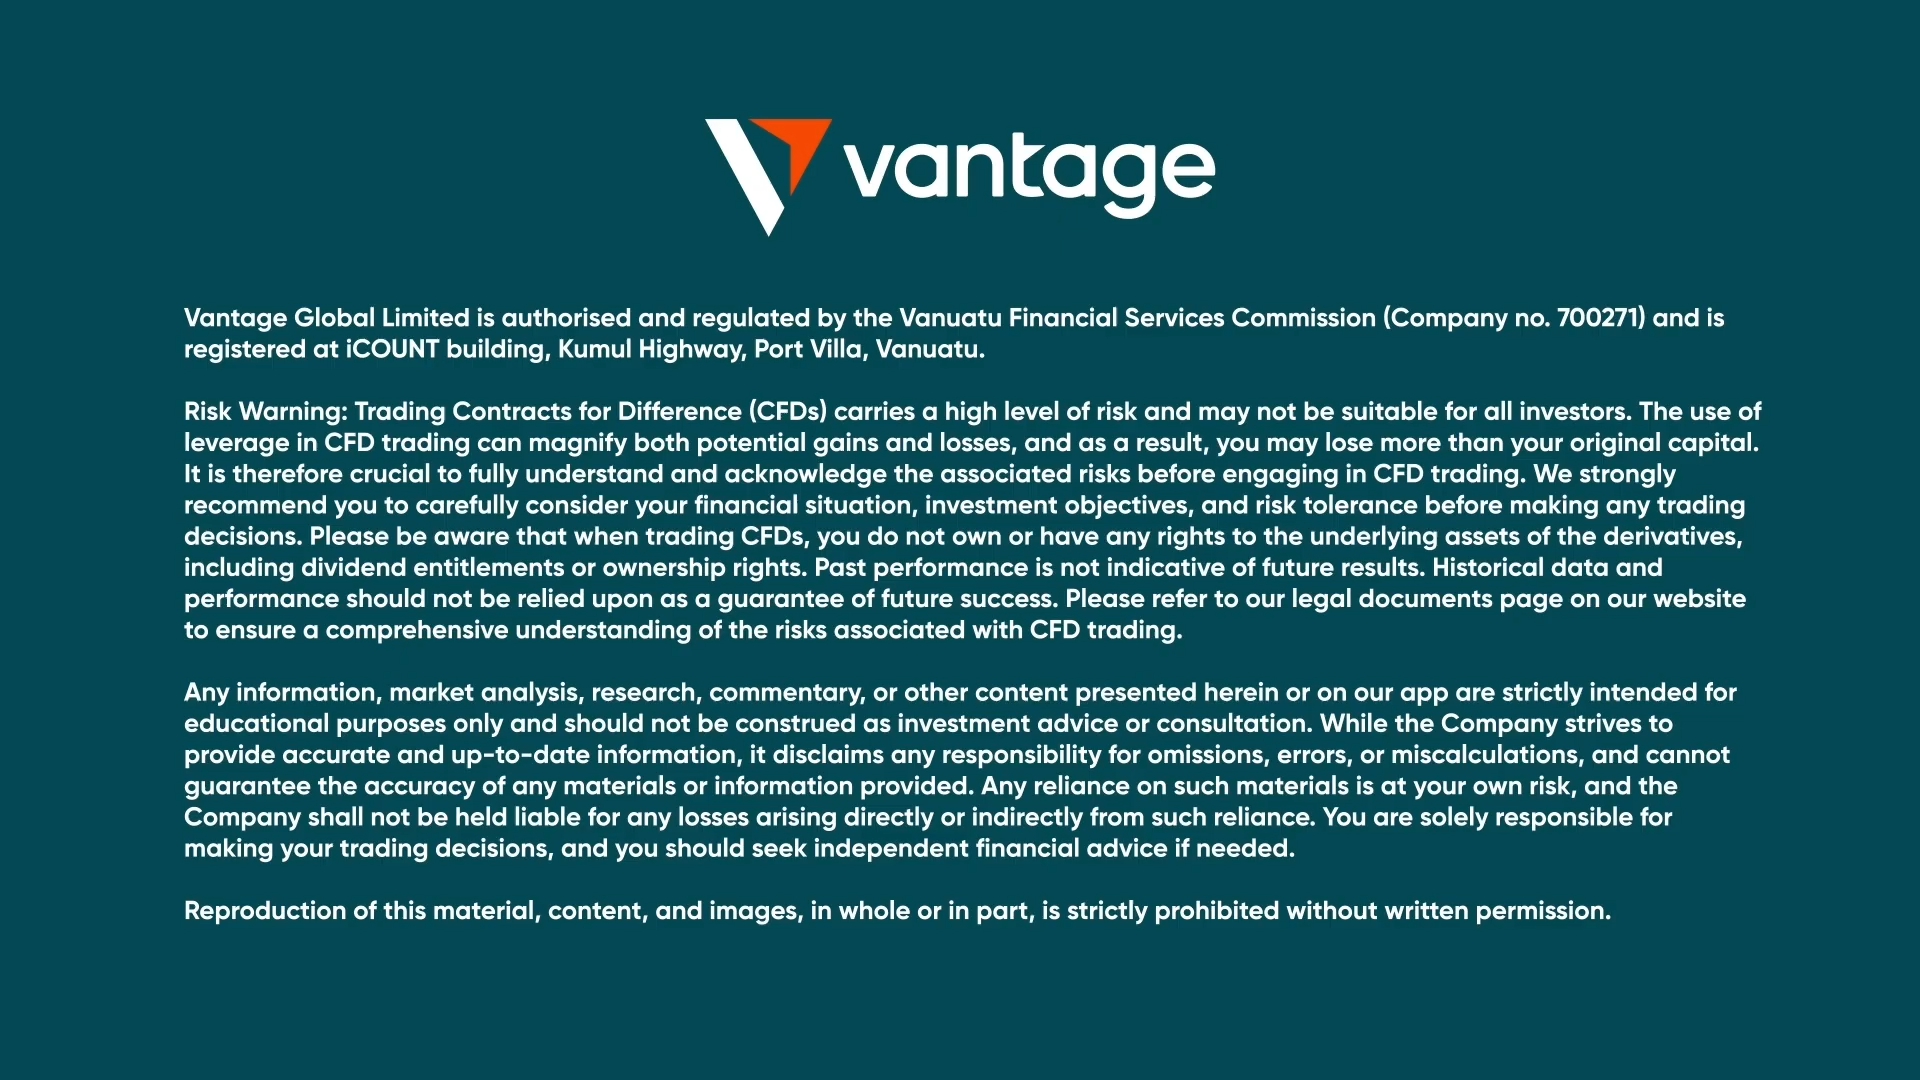 vantage
Vantage Global Limited is authorised and regulated by the Vanuatu Financial Services Commission (Company no. 700271) and is
registered at iCOUNT building, Kumul Highway, Port Villa, Vanuatu.
Risk Warning: Trading Contracts for Difference (CFDs) carries a high level of risk and may not be suitable for all investors. The use of
leverage in CFD trading can magnify both potential gains and losses, and as a result, you may lose more than your original capital.
It is therefore crucial to fully understand and acknowledge the associated risks before engaging in CFD trading. We strongly
recommend you to carefully consider your financial situation, investment objectives, and risk tolerance before making any trading
decisions. Please be aware that when trading CFDs, you do not own or have any rights to the underlying assets of the derivatives,
including dividend entitlements or ownership rights. Past performance is not indicative of future results. Historical data and
performance should not be relied upon as a guarantee of future success. Please refer to our legal documents page on our website
to ensure a comprehensive understanding of the risks associated with CFD trading.
Any information, market analysis, research, commentary, or other content presented herein or on our app are strictly intended for
educational purposes only and should not be construed as investment advice or consultation. While the Company strives to
provide accurate and up-to-date information, it disclaims any responsibility for omissions, errors, or miscalculations, and cannot
guarantee the accuracy of any materials or information provided. Any reliance on such materials is at your own risk, and the
Company shall not be held liable for any losses arising directly or indirectly from such reliance. You are solely responsible for
making your trading decisions, and you should seek independent financial advice if needed.
Reproduction of this material, content, and images, in whole or in part, is strictly prohibited without written permission.